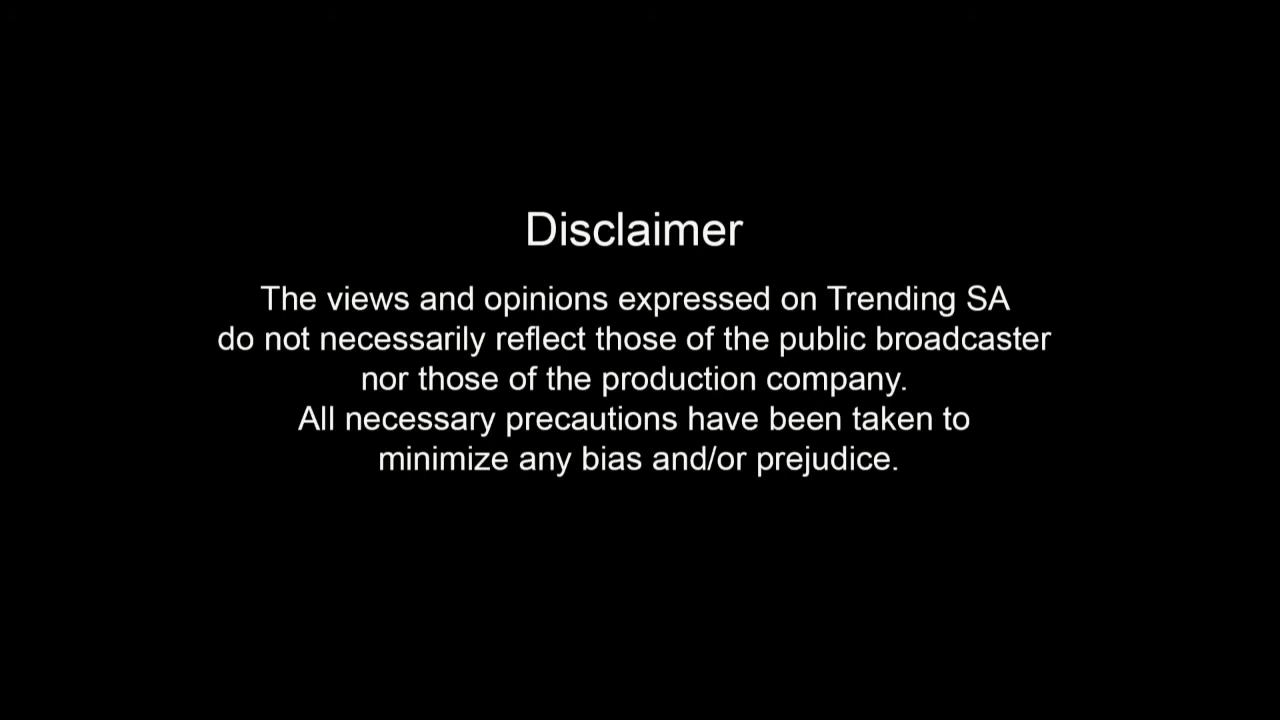 Disclaimer
The views and opinions expressed on Trending SA
do not necessarily reflect those of the public broadcaster
nor those of the production company.
All necessary precautions have been taken to
minimize any bias and/or prejudice.